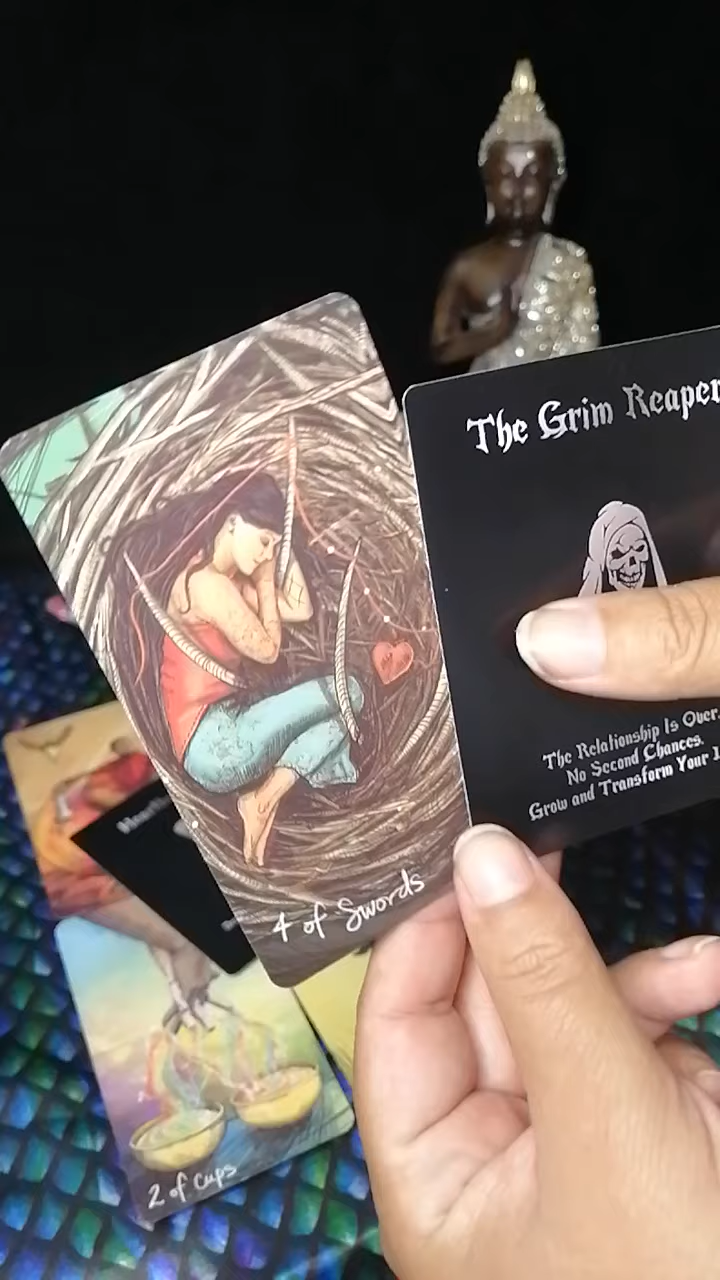 The Grim Reaper
The Relationship Is Over.
No Second Chances.
Grow and Transform Your
4 of Swords
2 of Cups